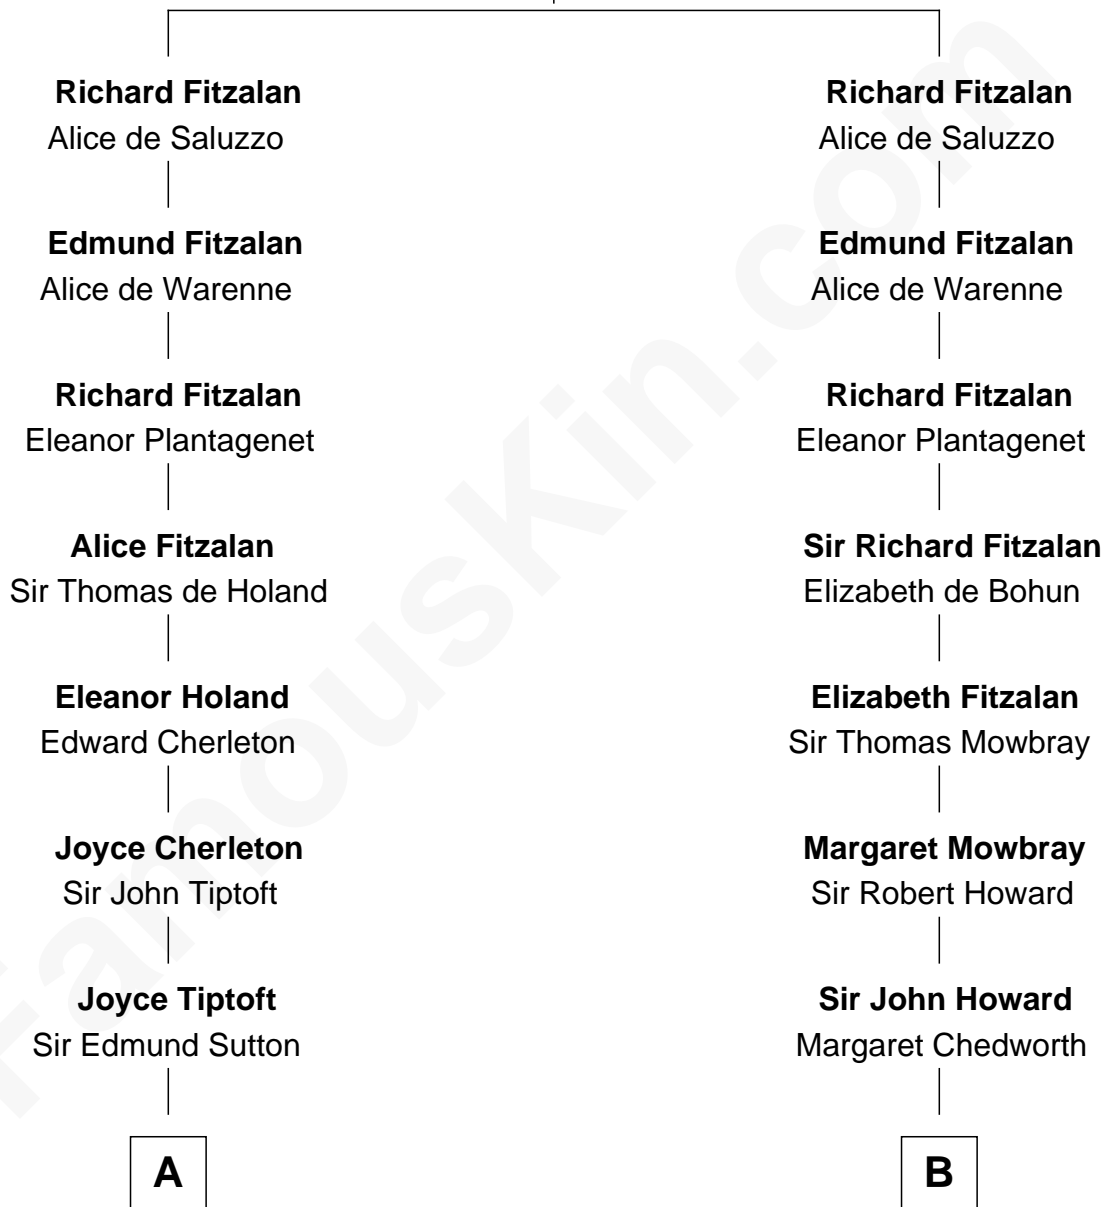 Richard Fitzalan
Alice de Saluzzo
Edmund Fitzalan
Alice de Warenne
Richard Fitzalan
Eleanor Plantagenet
Alice Fitzalan
Sir Thomas de Holand
Eleanor Holand
Edward Cherleton
Joyce Cherleton
Sir John Tiptoft
Joyce Tiptoft
Sir Edmund Sutton
A
Richard Fitzalan
Alice de Saluzzo
Edmund Fitzalan
Alice de Warenne
Richard Fitzalan
Eleanor Plantagenet
Sir Richard Fitzalan
Elizabeth de Bohun
Elizabeth Fitzalan
Sir Thomas Mowbray
Margaret Mowbray
Sir Robert Howard
Sir John Howard
Margaret Chedworth
B
FamousKin.com